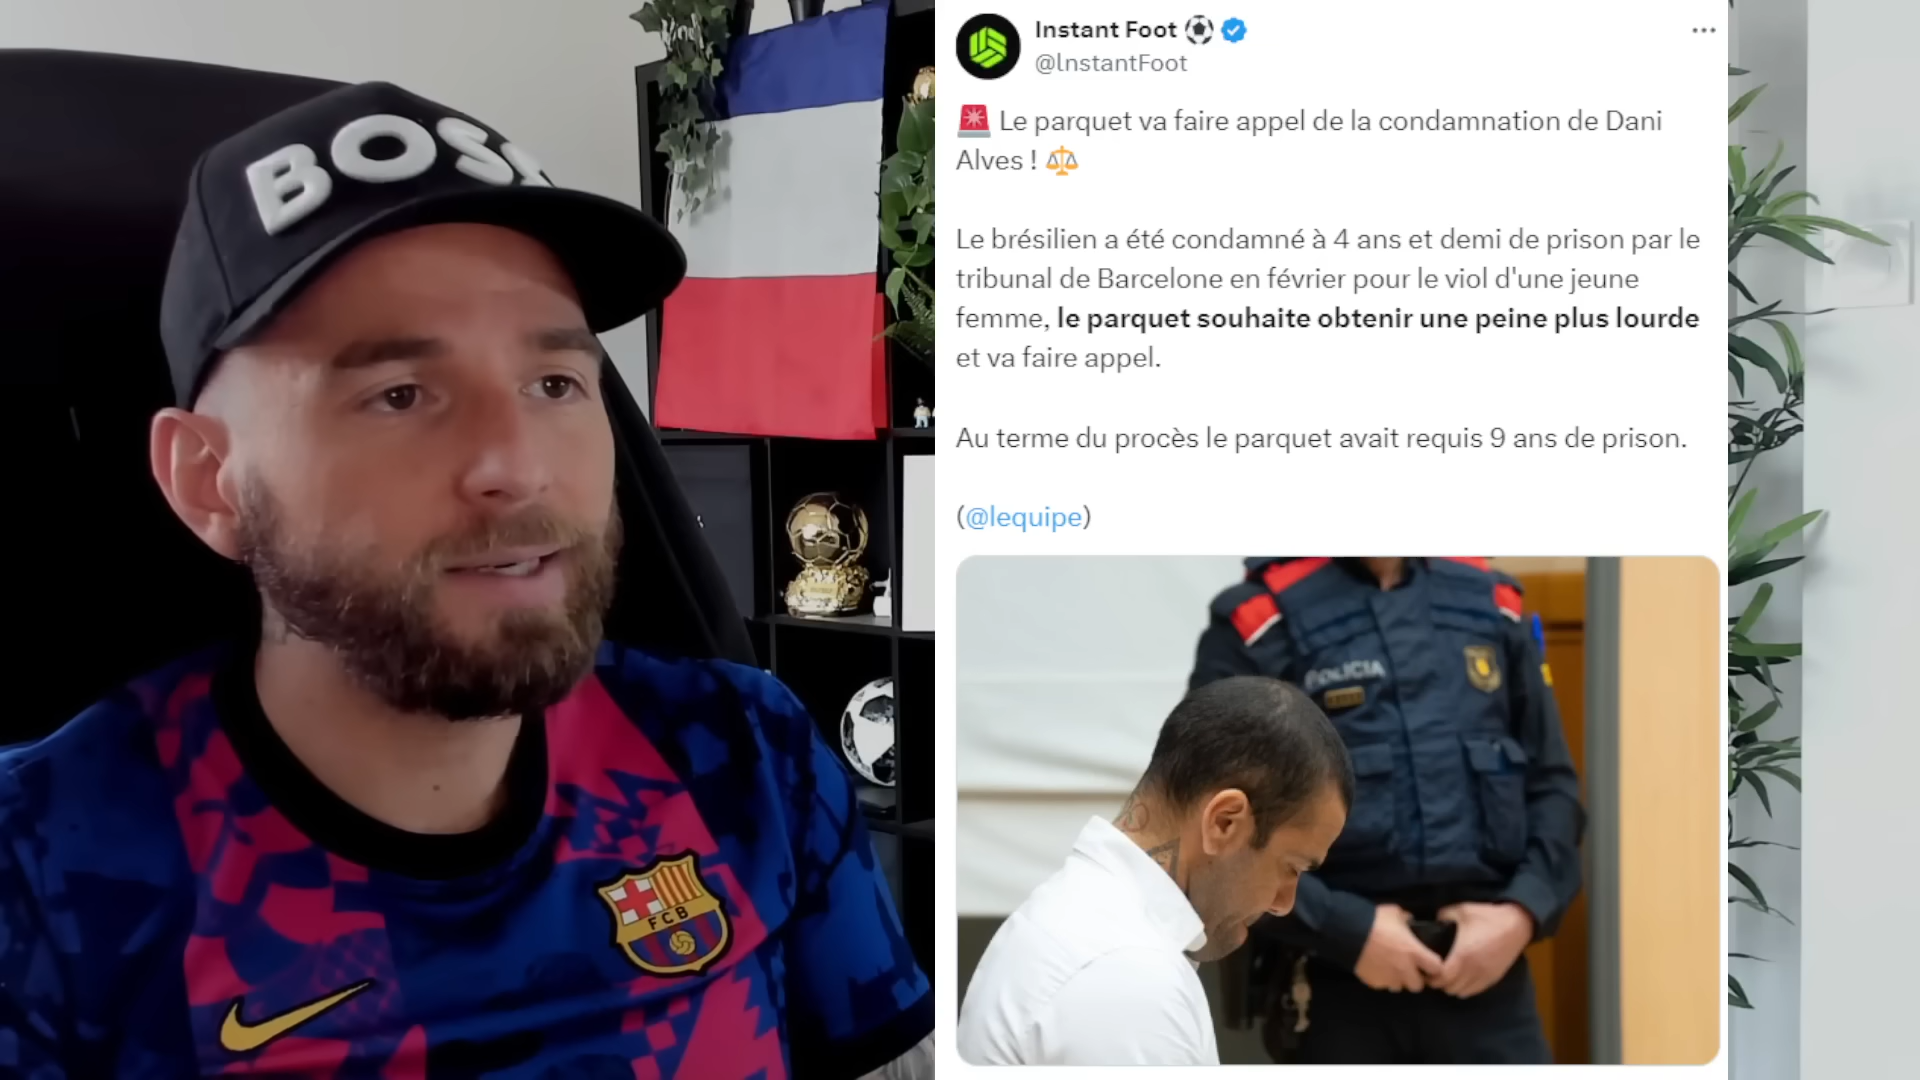 BOSS
FCB
Instant Foot
@lnstantFoot
Le parquet va faire appel de la condamnation de Dani
Alves !
Le brésilien a été condamné à 4 ans et demi de prison par le
tribunal de Barcelone en février pour le viol d'une jeune
femme, le parquet souhaite obtenir une peine plus lourde
et va faire appel.
Au terme du procès le parquet avait requis 9 ans de prison.
(@lequipe)
POLICIA